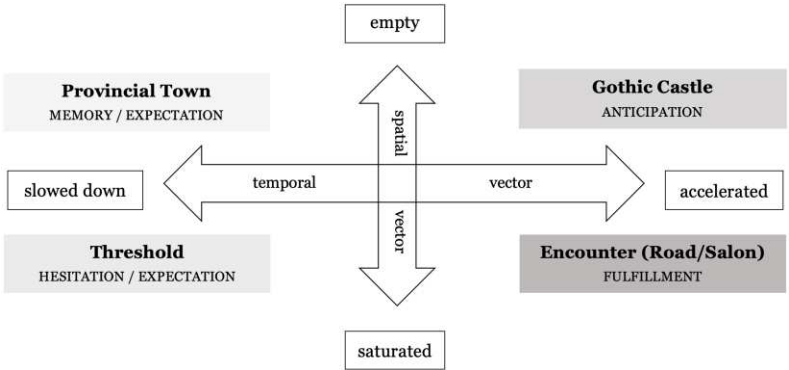 empty
Provincial Town
MEMORY / EXPECTATION
Gothic Castle
ANTICIPATION
spatial
slowed down
temporal
vector
accelerated
vector
Threshold
HESITATION / EXPECTATION
Encounter (Road/Salon)
FULFILLMENT
saturated